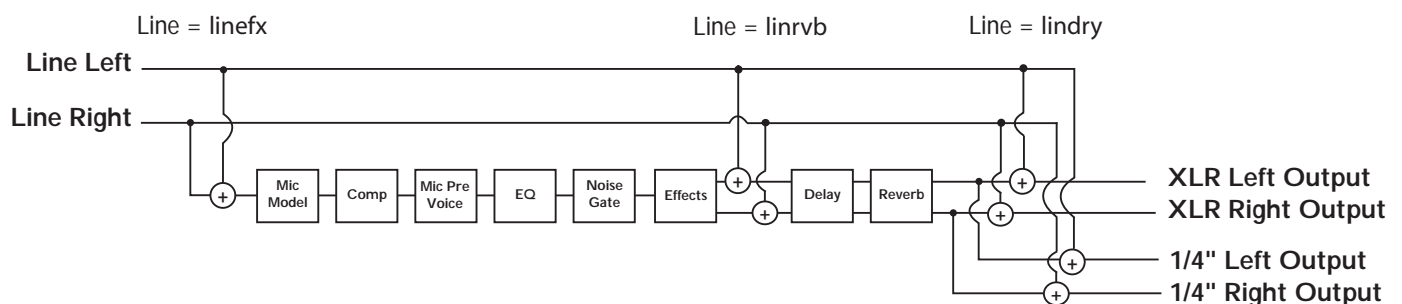 Line = linefx
Line = linrvb
Line = lindry
Line Left
Line Right
Mic
Model
Comp
Mic Pre
Voice
EQ
Noise
Gate
Effects
+
+
+
Delay
Reverb
+
+
+
+
XLR Left Output
XLR Right Output
1/4" Left Output
1/4" Right Output